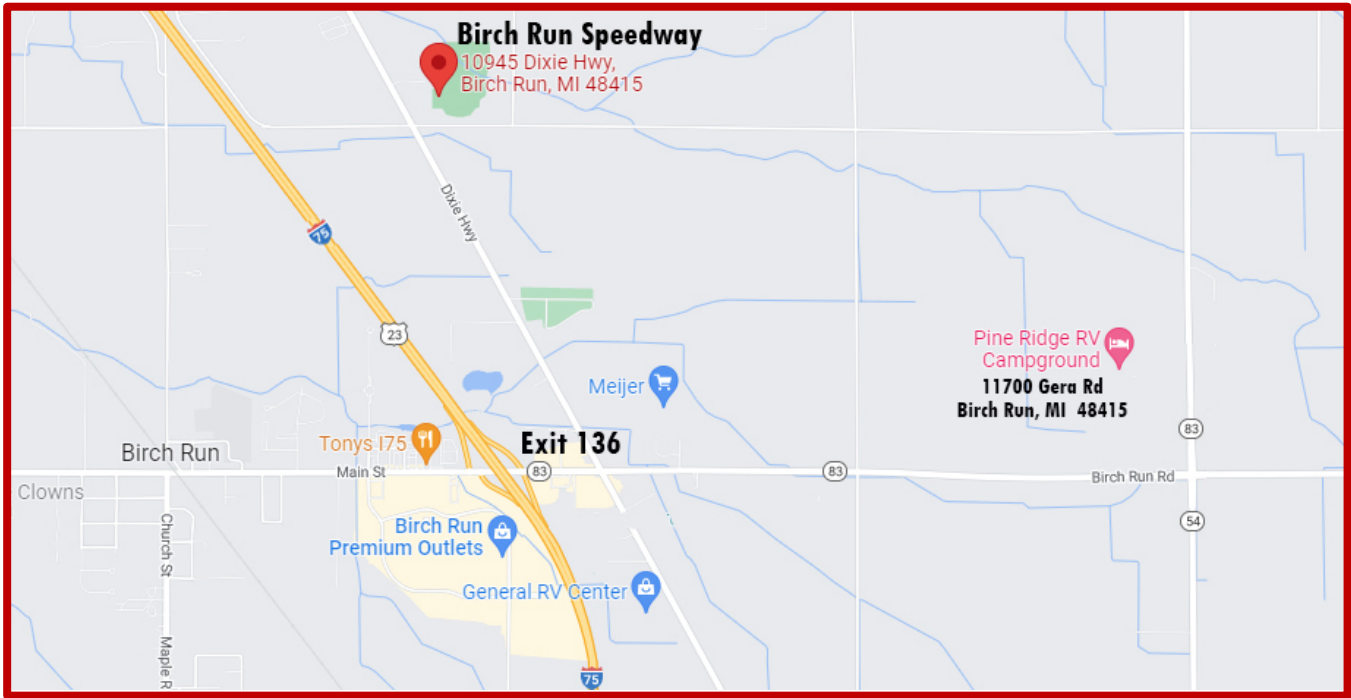 Birch Run Speedway
10945 Dixie Hwy,
Birch Run, MI 48415
Dixie Hwy
75
23
Pine Ridge RV
Campground
11700 Gera Rd
Birch Run, MI 48415
Meijer
83
Exit 136
Tonys I75
Birch Run
Main St
83
83
Birch Run Rd
Clowns
54
Church St
Birch Run
Premium Outlets
General RV Center
Maple R
75